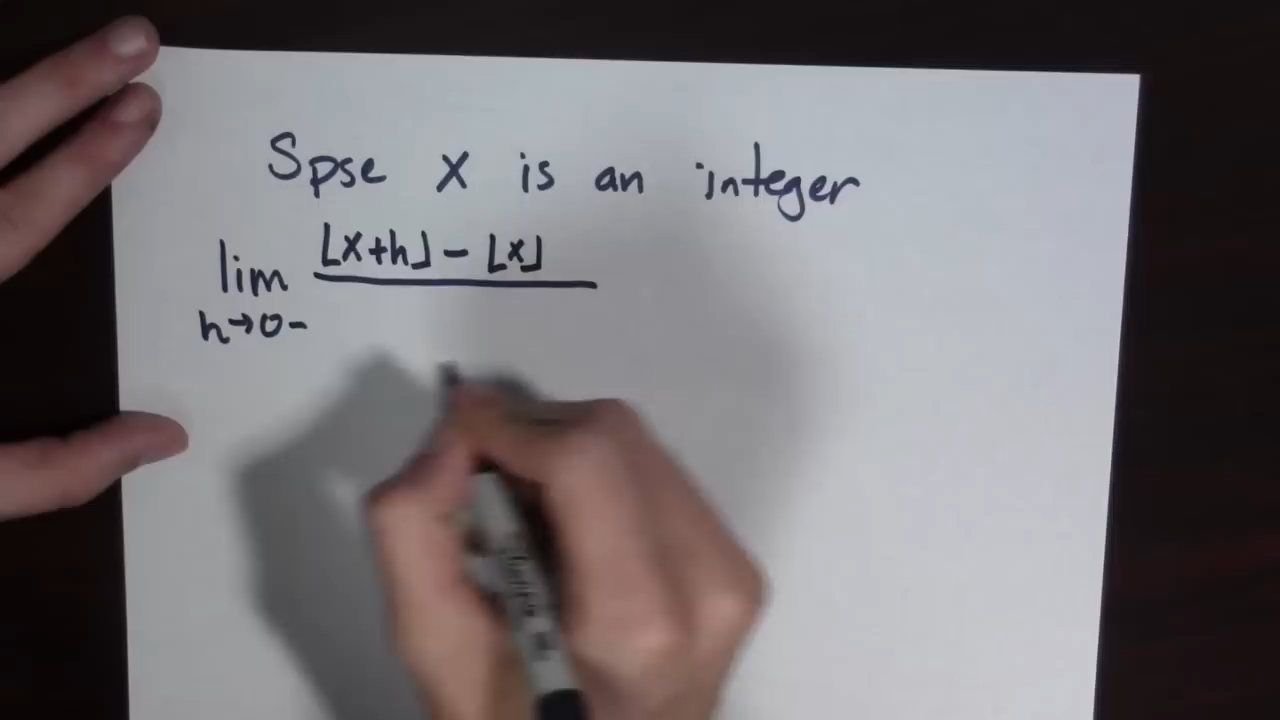 Spse x is an integer
lim ⌊x+h⌋ - ⌊x⌋
h→0-